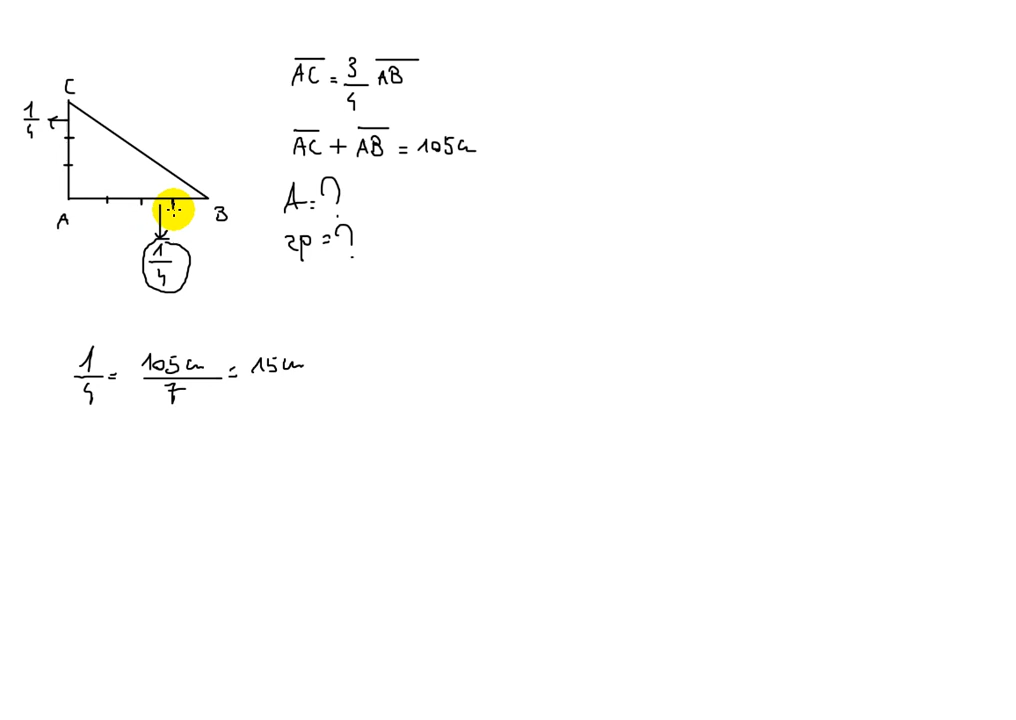 C
1/4
A
B
1/4
AC = 3/4 AB
AC + AB = 105cm
A = ?
2p = ?
1/4 = 105cm/7 = 15cm